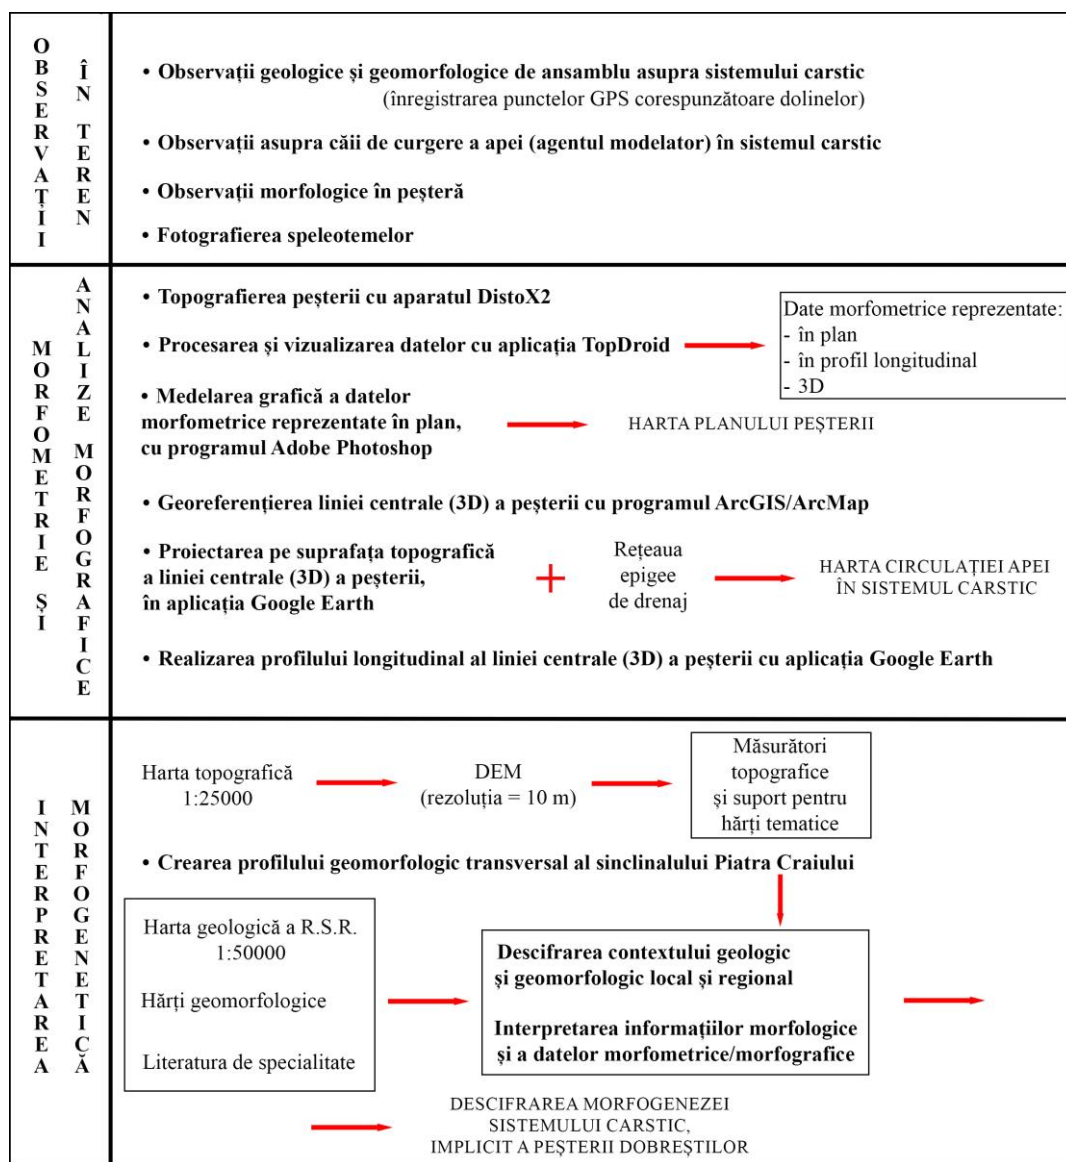 OBSERVAȚII
ÎN TEREN
• Observații geologice și geomorfologice de ansamblu asupra sistemului carstic
(înregistrarea punctelor GPS corespunzătoare dolinelor)
• Observații asupra căii de curgere a apei (agentul modelator) în sistemul carstic
• Observații morfologice în peșteră
• Fotografierea speleotemelor
MORFOMETRIE ȘI
ANALIZE MORFOGRAFICE
• Topografierea peșterii cu aparatul DistoX2
• Procesarea și vizualizarea datelor cu aplicația TopDroid
Date morfometrice reprezentate:
- în plan
- în profil longitudinal
- 3D
• Medelarea grafică a datelor
morfometrice reprezentate în plan,
cu programul Adobe Photoshop
HARTA PLANULUI PEȘTERII
• Georeferențierea liniei centrale (3D) a peșterii cu programul ArcGIS/ArcMap
• Proiectarea pe suprafața topografică
a liniei centrale (3D) a peșterii,
în aplicația Google Earth
+
Rețeaua
epigee
de drenaj
HARTA CIRCULAȚIEI APEI
ÎN SISTEMUL CARSTIC
• Realizarea profilului longitudinal al liniei centrale (3D) a peșterii cu aplicația Google Earth
INTERPRETAREA
MORFOGENETICĂ
Harta topografică
1:25000
DEM
(rezoluția = 10 m)
Măsurători
topografice
și suport pentru
hărți tematice
• Crearea profilului geomorfologic transversal al sinclinalului Piatra Craiului
Harta geologică a R.S.R.
1:50000
Hărți geomorfologice
Literatura de specialitate
Descifrarea contextului geologic
și geomorfologic local și regional
Interpretarea informațiilor morfologice
și a datelor morfometrice/morfografice
DESCIFRAREA MORFOGENEZEI
SISTEMULUI CARSTIC,
IMPLICIT A PEȘTERII DOBREȘTILOR